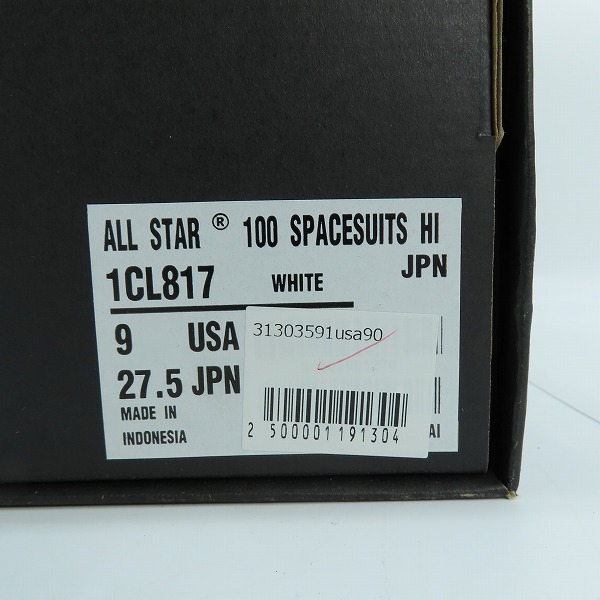 ALL STAR ® 100 SPACESUITS HI
JPN
1CL817 WHITE
9 USA
27.5 JPN
MADE IN
INDONESIA
31303591usa90
2 500001 191304
AI